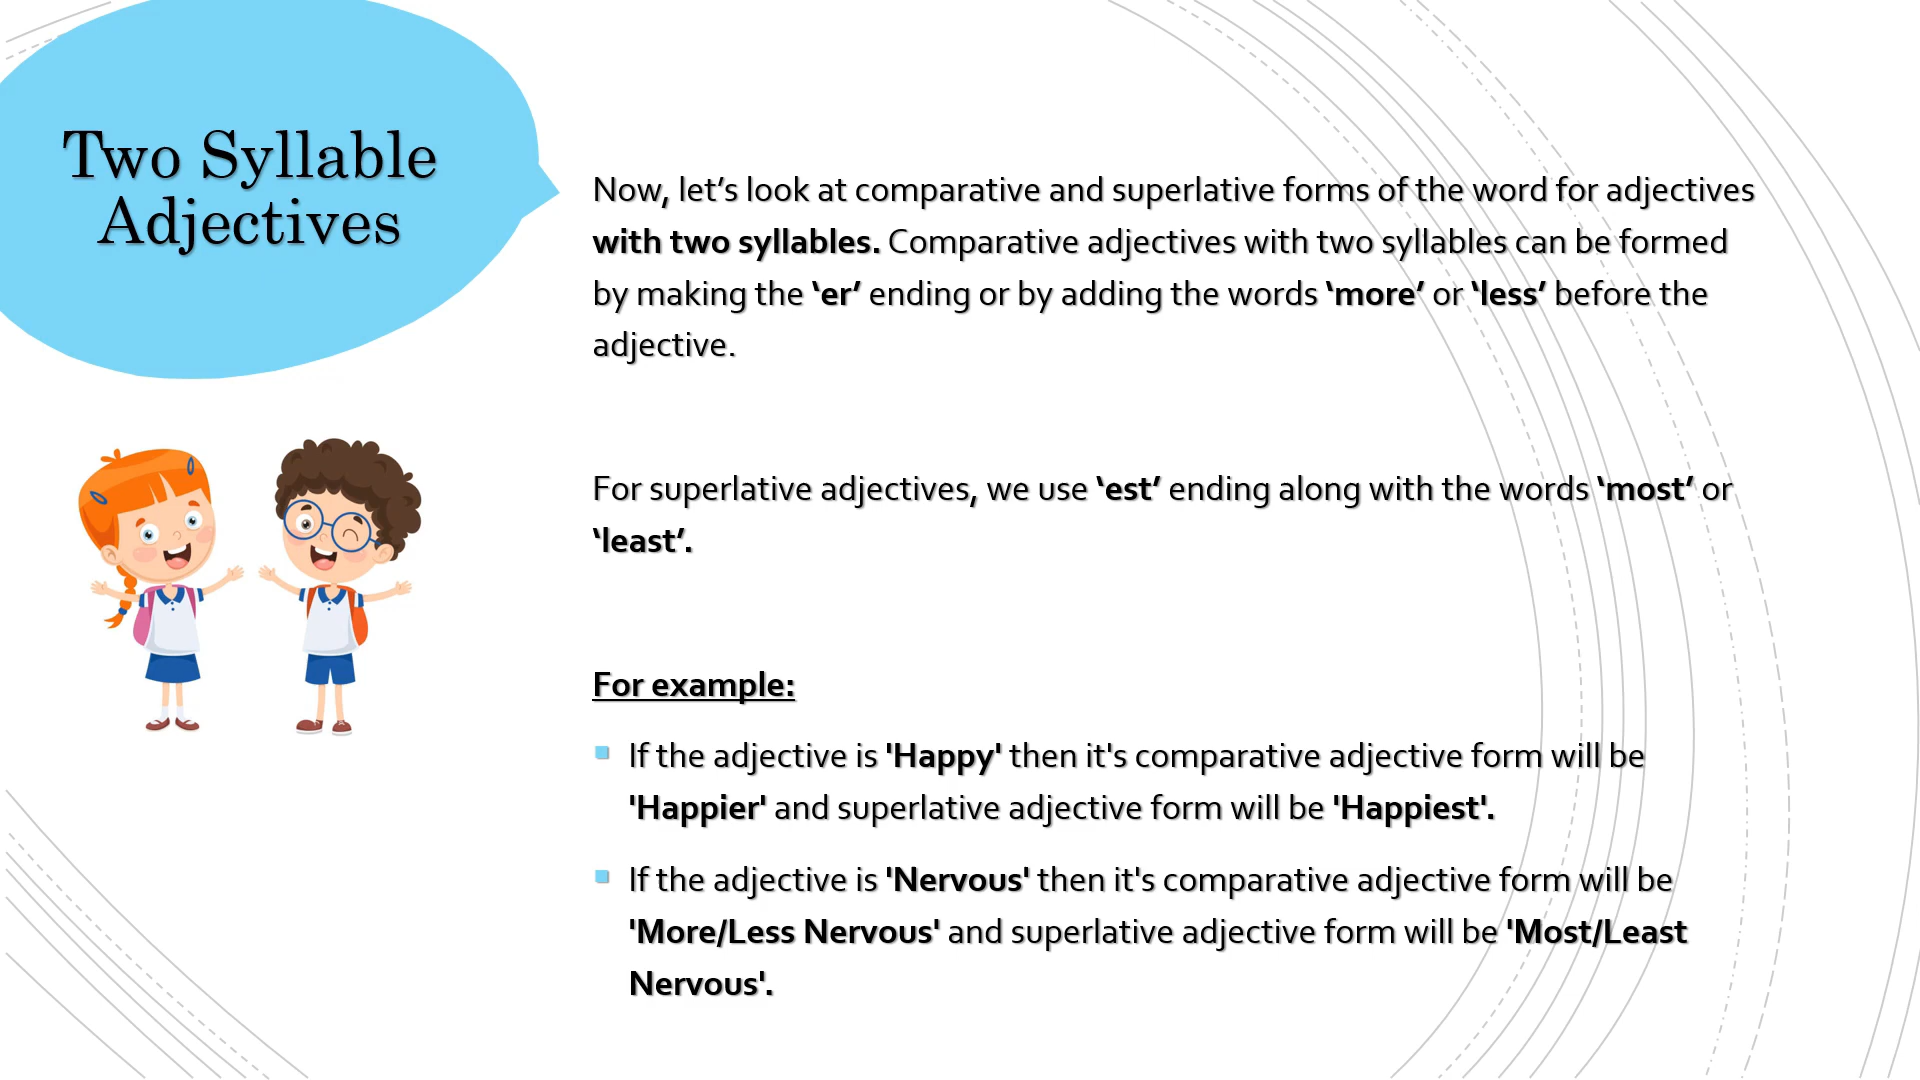 Two Syllable
Adjectives
Now, let’s look at comparative and superlative forms of the word for adjectives
with two syllables. Comparative adjectives with two syllables can be formed
by making the ‘er’ ending or by adding the words ‘more’ or ‘less’ before the
adjective.
For superlative adjectives, we use ‘est’ ending along with the words ‘most’ or
‘least’.
For example:
If the adjective is 'Happy' then it's comparative adjective form will be
'Happier' and superlative adjective form will be 'Happiest'.
If the adjective is 'Nervous' then it's comparative adjective form will be
'More/Less Nervous' and superlative adjective form will be 'Most/Least
Nervous'.